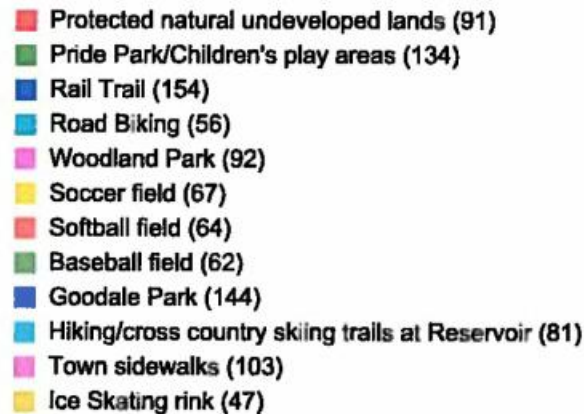 Protected natural undeveloped lands (91)
Pride Park/Children's play areas (134)
Rail Trail (154)
Road Biking (56)
Woodland Park (92)
Soccer field (67)
Softball field (64)
Baseball field (62)
Goodale Park (144)
Hiking/cross country skiing trails at Reservoir (81)
Town sidewalks (103)
Ice Skating rink (47)